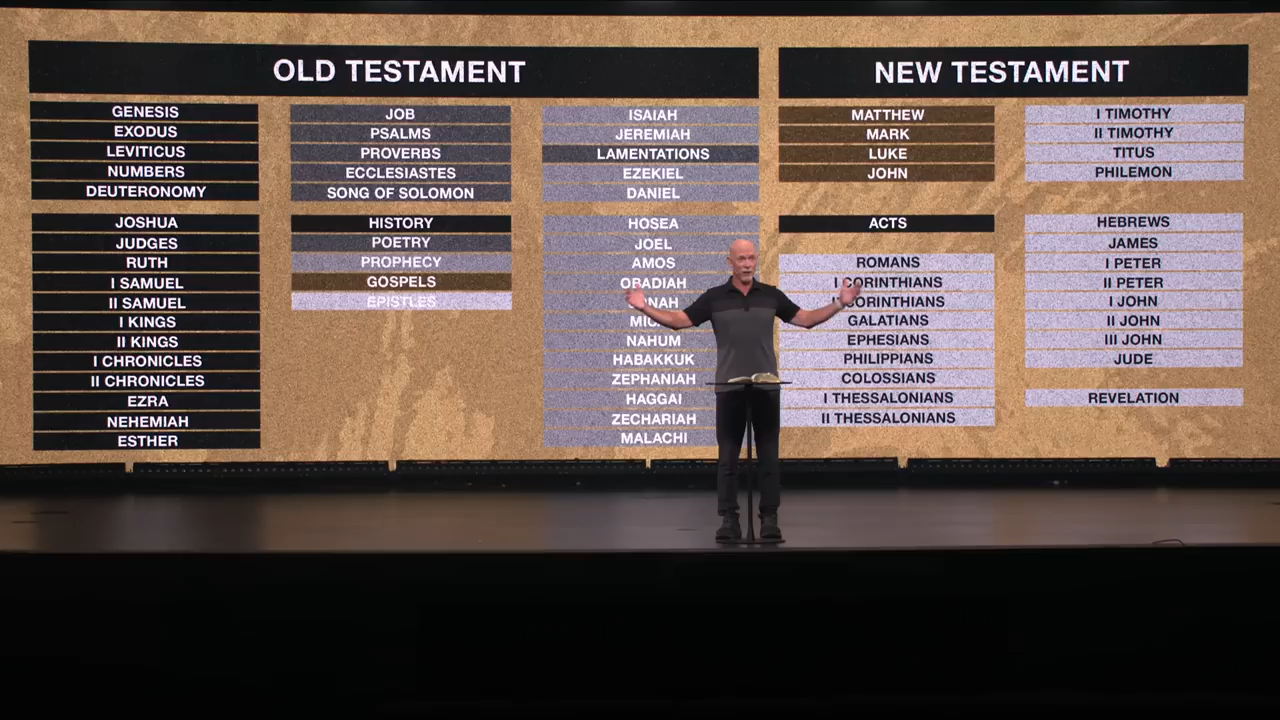 OLD TESTAMENT
GENESIS
EXODUS
LEVITICUS
NUMBERS
DEUTERONOMY
JOSHUA
JUDGES
RUTH
I SAMUEL
II SAMUEL
I KINGS
II KINGS
I CHRONICLES
II CHRONICLES
EZRA
NEHEMIAH
ESTHER
JOB
PSALMS
PROVERBS
ECCLESIASTES
SONG OF SOLOMON
HISTORY
POETRY
PROPHECY
GOSPELS
EPISTLES
ISAIAH
JEREMIAH
LAMENTATIONS
EZEKIEL
DANIEL
HOSEA
JOEL
AMOS
OBADIAH
NAHUM
HABAKKUK
ZEPHANIAH
HAGGAI
ZECHARIAH
MALACHI
NEW TESTAMENT
MATTHEW
MARK
LUKE
JOHN
ACTS
ROMANS
I CORINTHIANS
II CORINTHIANS
GALATIANS
EPHESIANS
PHILIPPIANS
COLOSSIANS
I THESSALONIANS
II THESSALONIANS
I TIMOTHY
II TIMOTHY
TITUS
PHILEMON
HEBREWS
JAMES
I PETER
II PETER
I JOHN
II JOHN
III JOHN
JUDE
REVELATION